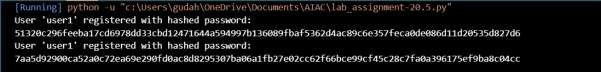 [Running] python -u "c:\Users\gudah\OneDrive\Documents\AIAC\lab_assignment-20.5.py"
User 'user1' registered with hashed password:
51320c296feeba17cd6978dd33cbd12471644a594997b136089fbaf5362d4ac89c6e357feca0de086d11d20535d827d6
User 'user1' registered with hashed password:
7aa5d92900ca52a0c72ea69e290fd0ac8d8295307ba06a1fb27e02cc62f66bce99cf45c28c7fa0a396175ef9ba8c04cc